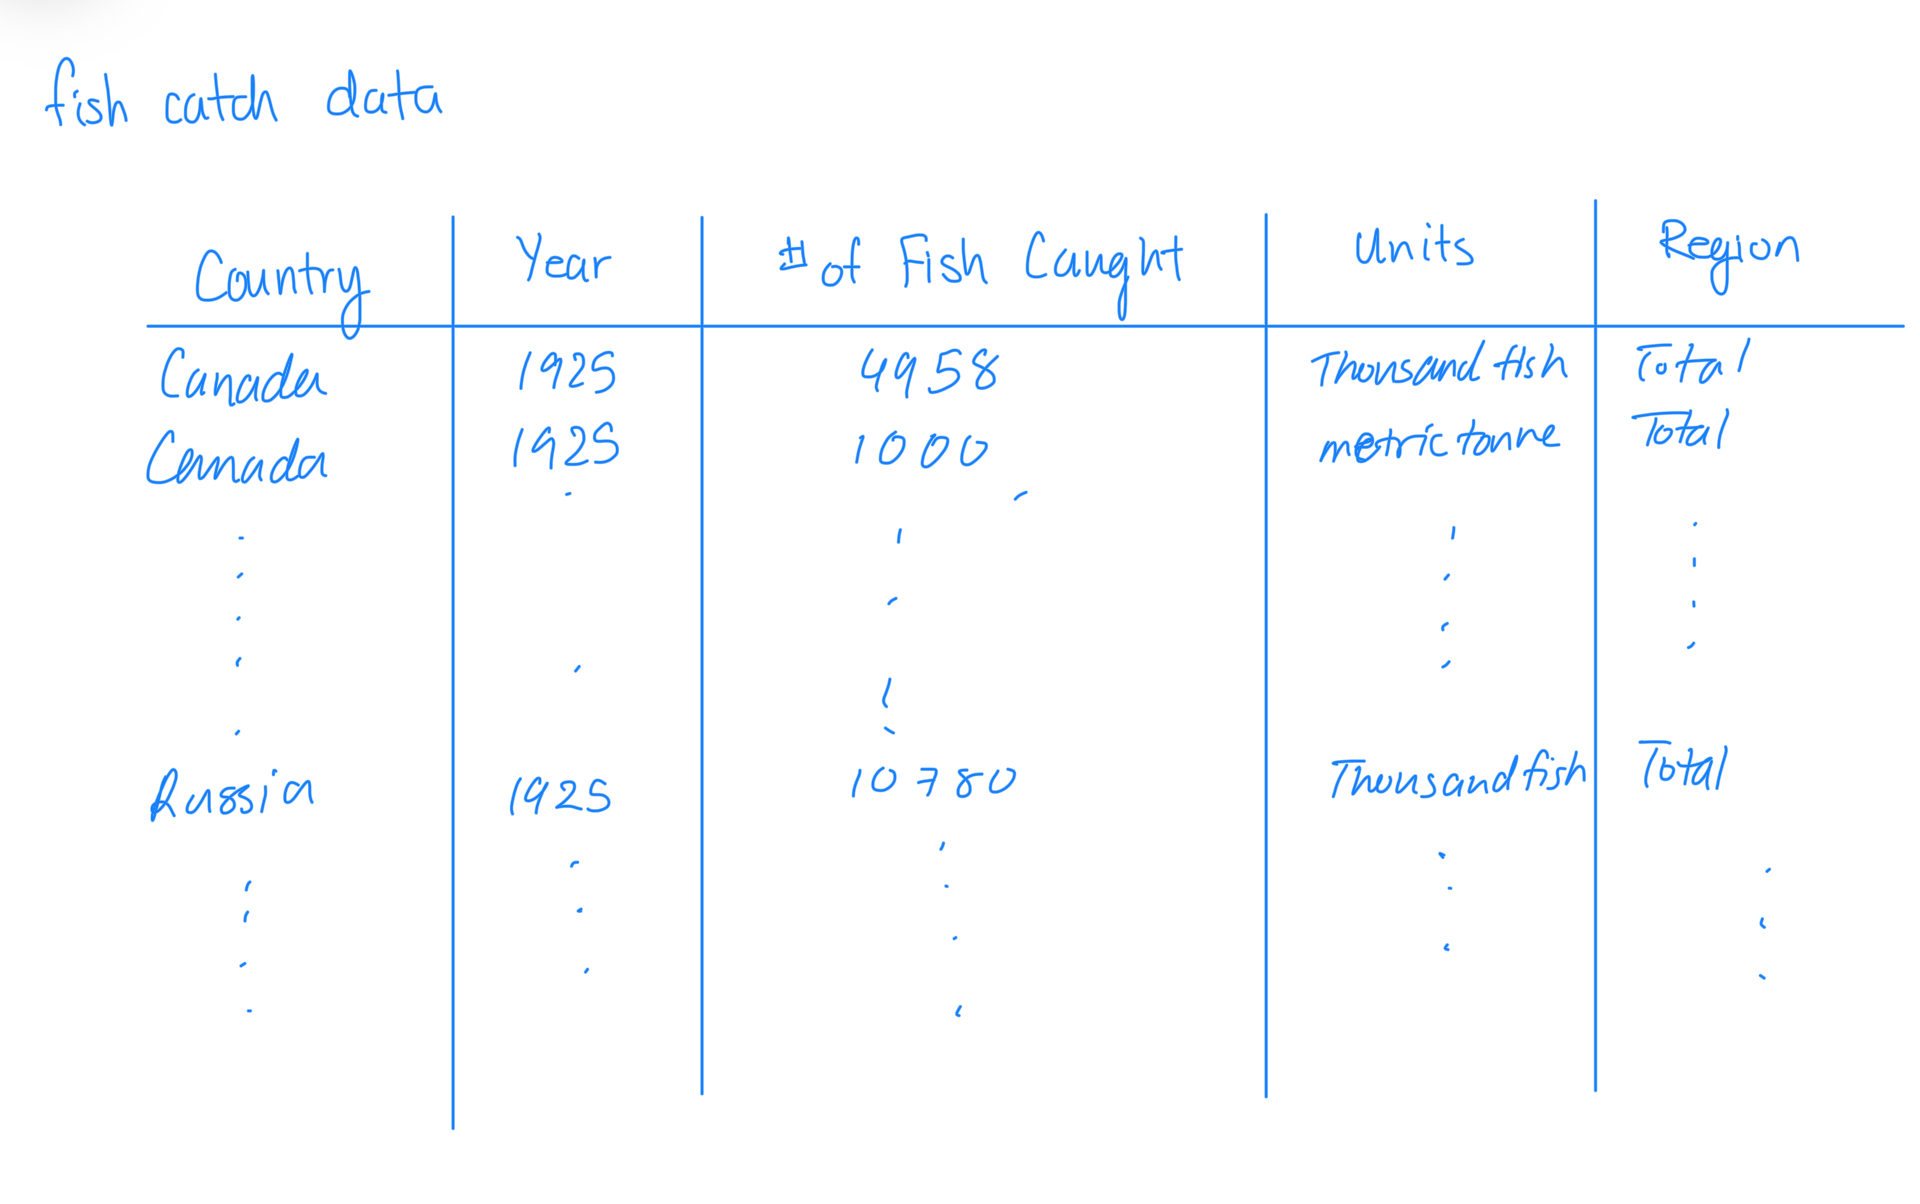 fish catch data
Country Year # of Fish Caught Units Region
Canada 1925 4958 Thousand fish Total
Canada 1925 1000 metric tonne Total
Russia 1925 10780 Thousand fish Total